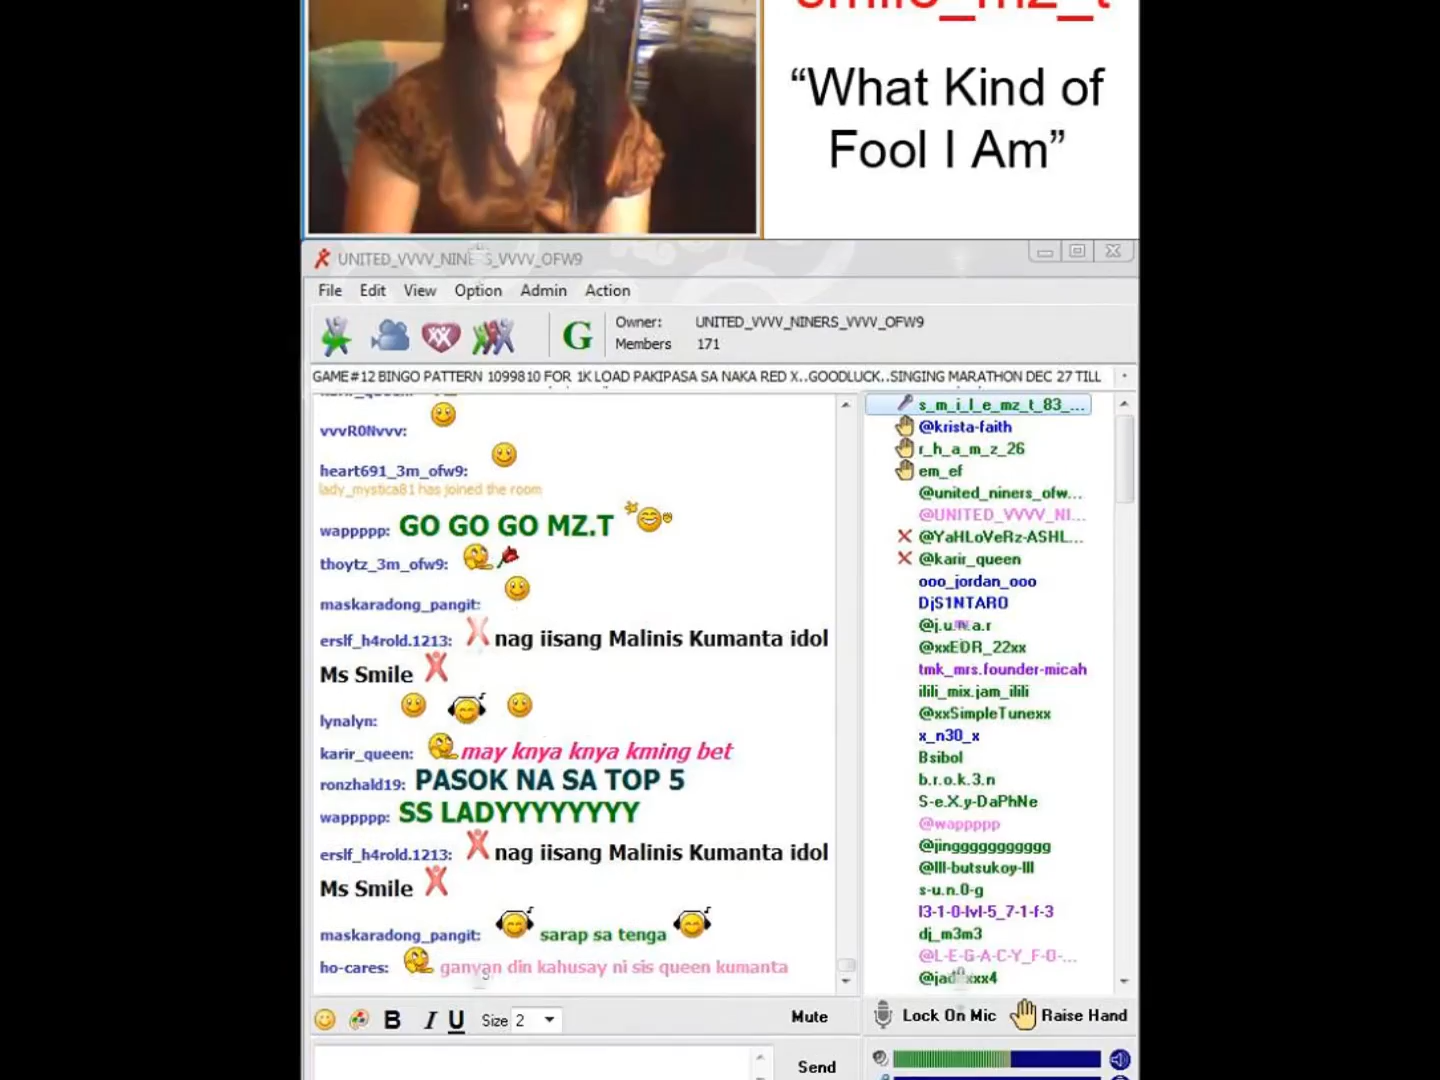 smile_mz_t
“What Kind of
Fool I Am”
UNITED_VVVV_NINERS_VVVV_OFW9
File Edit View Option Admin Action
G
Owner: UNITED_VVVV_NINERS_VVVV_OFW9
Members 171
GAME#12 BINGO PATTERN 1099810 FOR 1K LOAD PAKIPASA SA NAKA RED X..GOODLUCK..SINGING MARATHON DEC 27 TILL
karir_queen:
vvvR0Nvvv:
heart691_3m_ofw9:
lady_mystica81 has joined the room
wappppp: GO GO GO MZ.T
thoytz_3m_ofw9:
maskaradong_pangit:
erslf_h4rold.1213: nag iisang Malinis Kumanta idol
Ms Smile
lynalyn:
karir_queen: may knya knya kming bet
ronzhald19: PASOK NA SA TOP 5
wappppp: SS LADYYYYYYYY
erslf_h4rold.1213: nag iisang Malinis Kumanta idol
Ms Smile
maskaradong_pangit: sarap sa tenga
ho-cares: ganyan din kahusay ni sis queen kumanta
s_m_i_l_e_mz_t_83_...
@krista-faith
r_h_a_m_z_26
em_ef
@united_niners_ofw...
@UNITED_VVVV_NI...
@YaHLoVeRz-ASHL...
@karir_queen
ooo_jordan_ooo
DjS1NTARO
@j.u.n.a.r
@xxEDR_22xx
tmk_mrs.founder-micah
ilili_mix.jam_ilili
@xxSimpleTunexx
x_n30_x
Bsibol
b.r.o.k.3.n
S-e.X.y-DaPhNe
@wappppp
@jinggggggggggg
@lll-butsukoy-lll
s-u.n.0-g
l3-1-0-lvl-5_7-1-f-3
dj_m3m3
@L-E-G-A-C-Y_F-O-...
B I U Size 2 Mute
Lock On Mic Raise Hand
Send